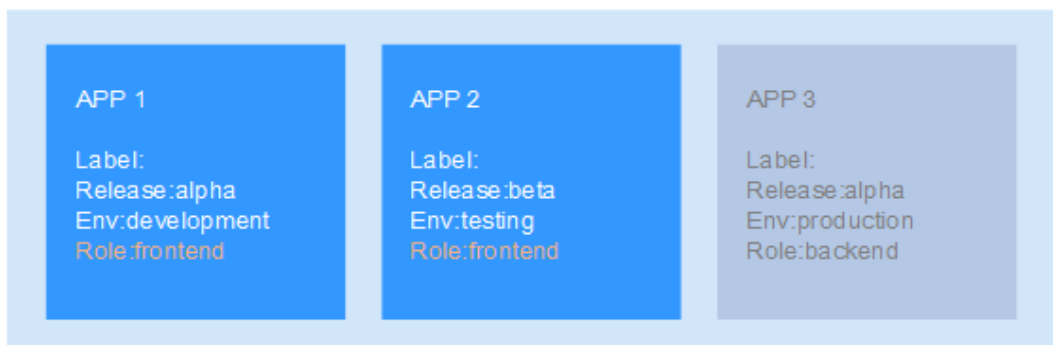 APP 1
Label:
Release:alpha
Env:development
Role:frontend
APP 2
Label:
Release:beta
Env:testing
Role:frontend
APP 3
Label:
Release:alpha
Env:production
Role:backend